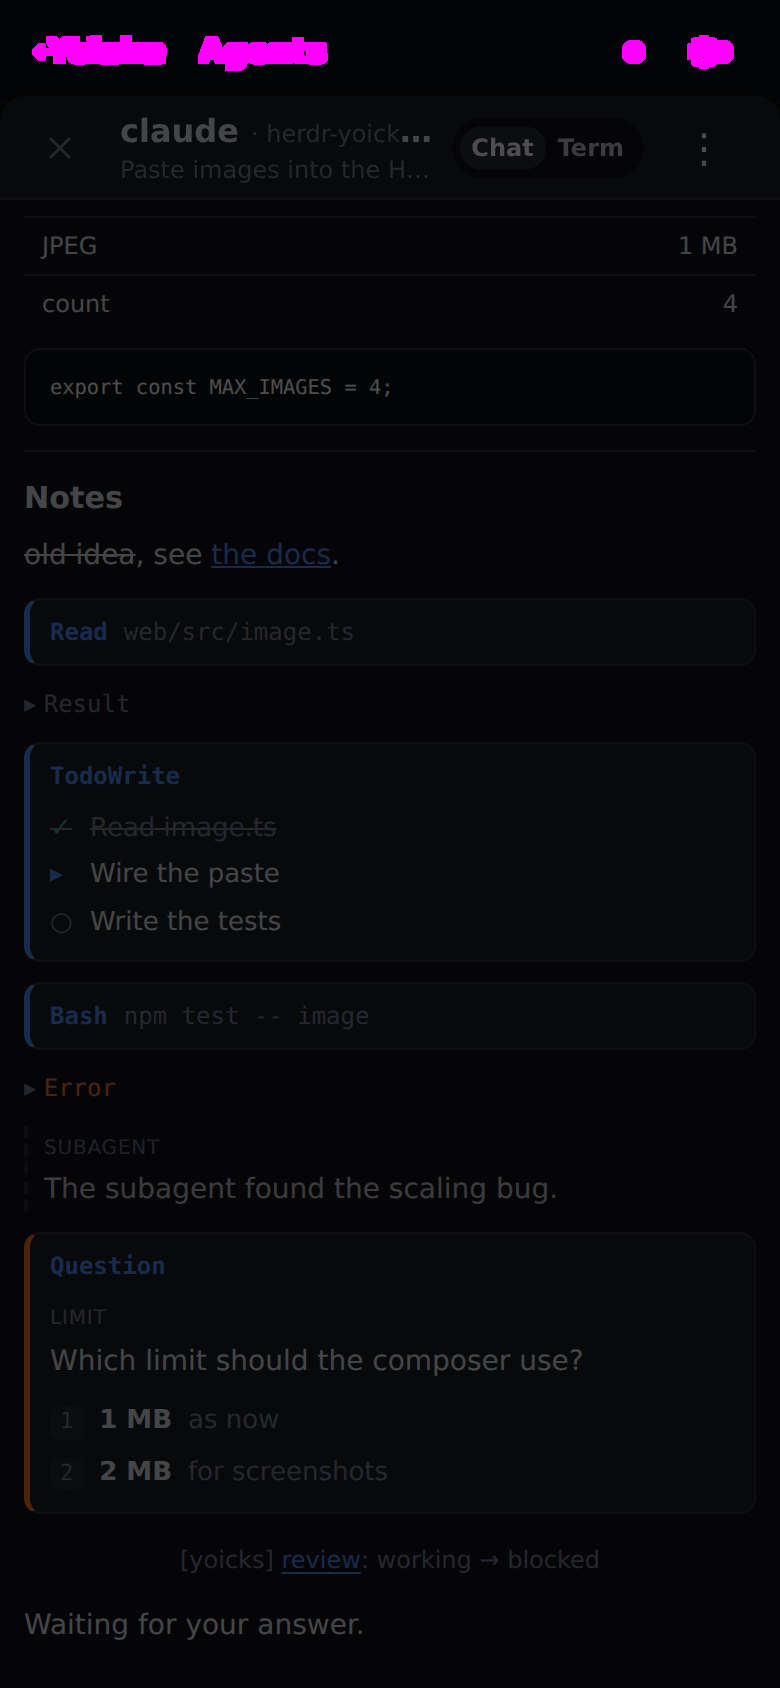 Agents
claude · herdr-yoick…
Paste images into the H…
Chat
Term
JPEG 1 MB
count 4
export const MAX_IMAGES = 4;
Notes
old idea, see the docs.
Read web/src/image.ts
▸ Result
TodoWrite
✓ Read image.ts
▸ Wire the paste
○ Write the tests
Bash npm test -- image
▸ Error
SUBAGENT
The subagent found the scaling bug.
Question
LIMIT
Which limit should the composer use?
1 1 MB as now
2 2 MB for screenshots
[yoicks] review: working → blocked
Waiting for your answer.